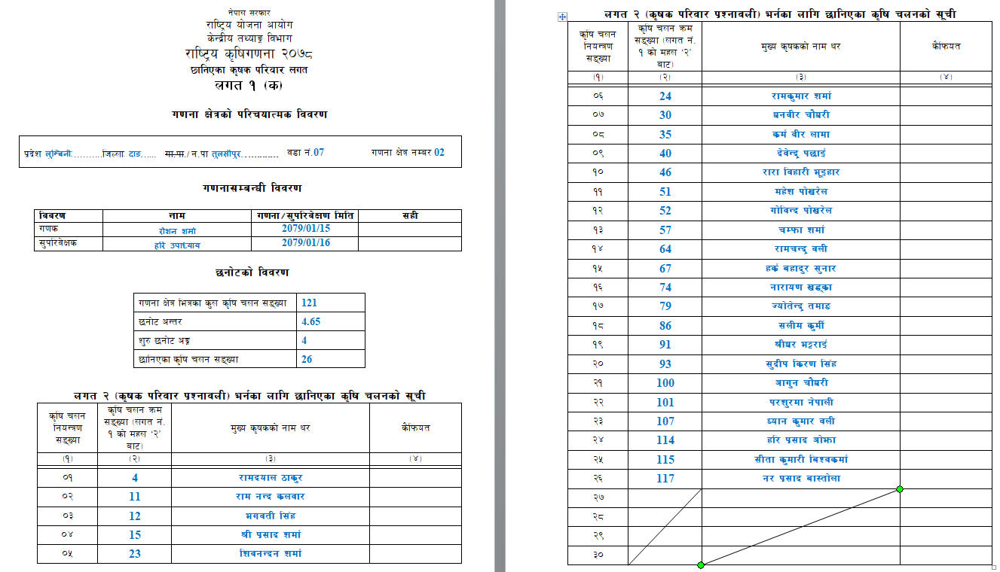 नेपाल सरकार
राष्ट्रिय योजना आयोग
केन्द्रीय तथ्याङ्क विभाग
राष्ट्रिय कृषिगणना २०७८
छानिएका कृषक परिवार लगत
लगत १ (क)
गणना क्षेत्रको परिचयात्मक विवरण
प्रदेश लुम्बिनी..........जिल्ला दाङ...... गा.पा./न.पा तुलसीपुर............. वडा नं.07 गणना क्षेत्र नम्बर 02
गणनासम्बन्धी विवरण
विवरण नाम गणना/सुपरिवेक्षण मिति सही
गणक रोशन शर्मा 2079/01/15
सुपरिवेक्षक हरि उपाध्याय 2079/01/16
छनोटको विवरण
गणना क्षेत्र भित्रका कुल कृषि चलन सङ्ख्या 121
छनोट अन्तर 4.65
शुरु छनोट अङ्क 4
छानिएका कृषि चलन सङ्ख्या 26
लगत २ (कृषक परिवार प्रश्नावली) भर्नका लागि छानिएका कृषि चलनको सूची
कृषि चलन नियन्त्रण सङ्ख्या कृषि चलन क्रम सङ्ख्या (लगत नं. १ को महल ‘२’ बाट) मुख्य कृषकको नाम थर कैफियत
(१) (२) (३) (४)
०१ 4 रामदयाल ठाकुर
०२ 11 राम नन्द कलवार
०३ 12 भगवती सिंह
०४ 15 श्री प्रसाद शर्मा
०५ 23 शिवनन्दन शर्मा
लगत २ (कृषक परिवार प्रश्नावली) भर्नका लागि छानिएका कृषि चलनको सूची
कृषि चलन नियन्त्रण सङ्ख्या कृषि चलन क्रम सङ्ख्या (लगत नं. १ को महल ‘२’ बाट) मुख्य कृषकको नाम थर कैफियत
(१) (२) (३) (४)
०६ 24 रामकुमार शर्मा
०७ 30 धनवीर चौधरी
०८ 35 कर्म वीर लामा
०९ 40 देवेन्द्र पछाई
१० 46 रारा विहारी भूइहार
११ 51 महेश पोखरेल
१२ 52 गोविन्द पोखरेल
१३ 57 चम्फा शर्मा
१४ 64 रामचन्द्र वली
१५ 67 हर्क बहादुर सुनार
१६ 74 नारायण खड्का
१७ 79 ज्योतेन्द्र तमाङ
१८ 86 सलीम कुर्मी
१९ 91 श्रीधर भट्टराई
२० 93 सुदीप किरण सिंह
२१ 100 जागुन चौधरी
२२ 101 परशुरमा नेपाली
२३ 107 ध्यान कुमार वली
२४ 114 हरि प्रसाद ओझा
२५ 115 सीता कुमारी बिश्वकर्मा
२६ 117 नर प्रसाद बास्तोला
२७
२८
२९
३०